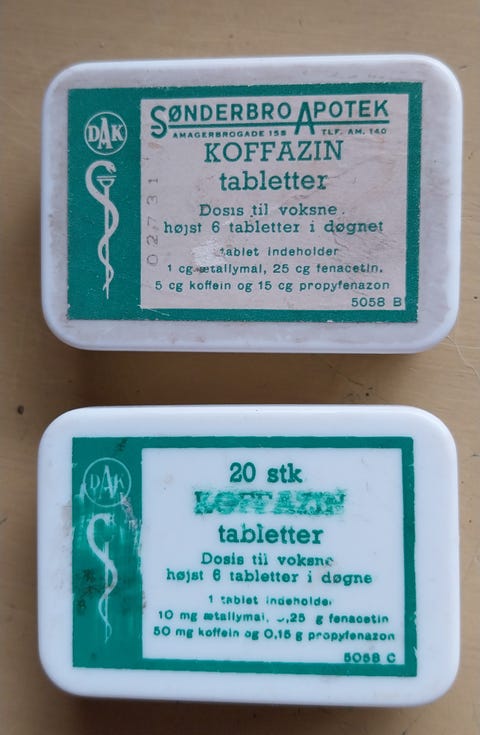 DAK
SØNDERBRO APOTEK
AMAGERBROGADE 158 TLF. AM. 140
KOFFAZIN
tabletter
Dosis til voksne
højst 6 tabletter i døgnet
tablet indeholder
1 cg ætallymal, 25 cg fenacetin,
5 cg koffein og 15 cg propyfenazon
5058 B
02731
DAK
20 stk
KOFFAZIN
tabletter
Dosis til voksne
højst 6 tabletter i døgne
1 tablet indeholder
10 mg ætallymal, 0,25 g fenacetin
50 mg koffein og 0,15 g propyfenazon
5058 C